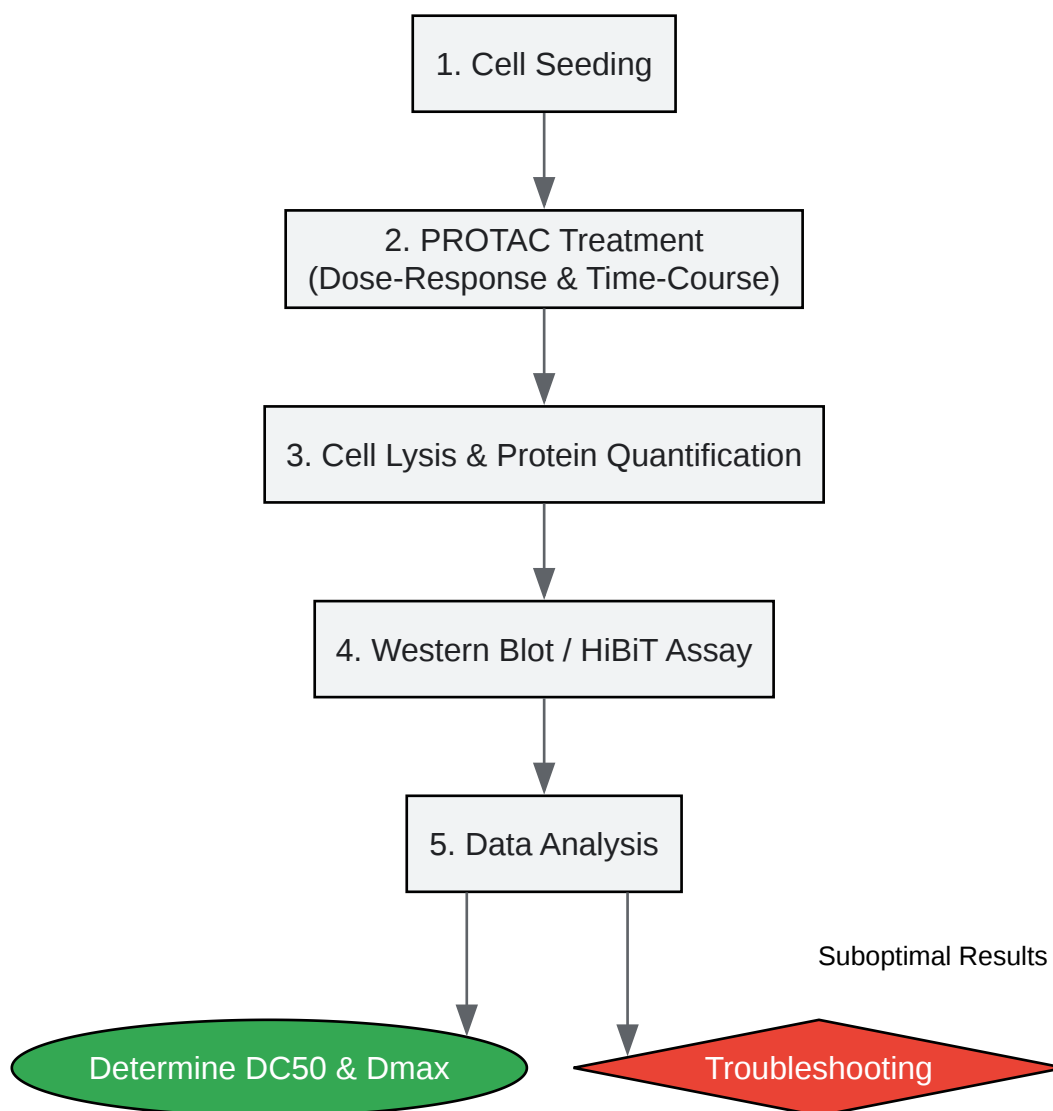 1. Cell Seeding
2. PROTAC Treatment
(Dose-Response & Time-Course)
3. Cell Lysis & Protein Quantification
4. Western Blot / HiBiT Assay
5. Data Analysis
Suboptimal Results
Determine DC50 & Dmax
Troubleshooting